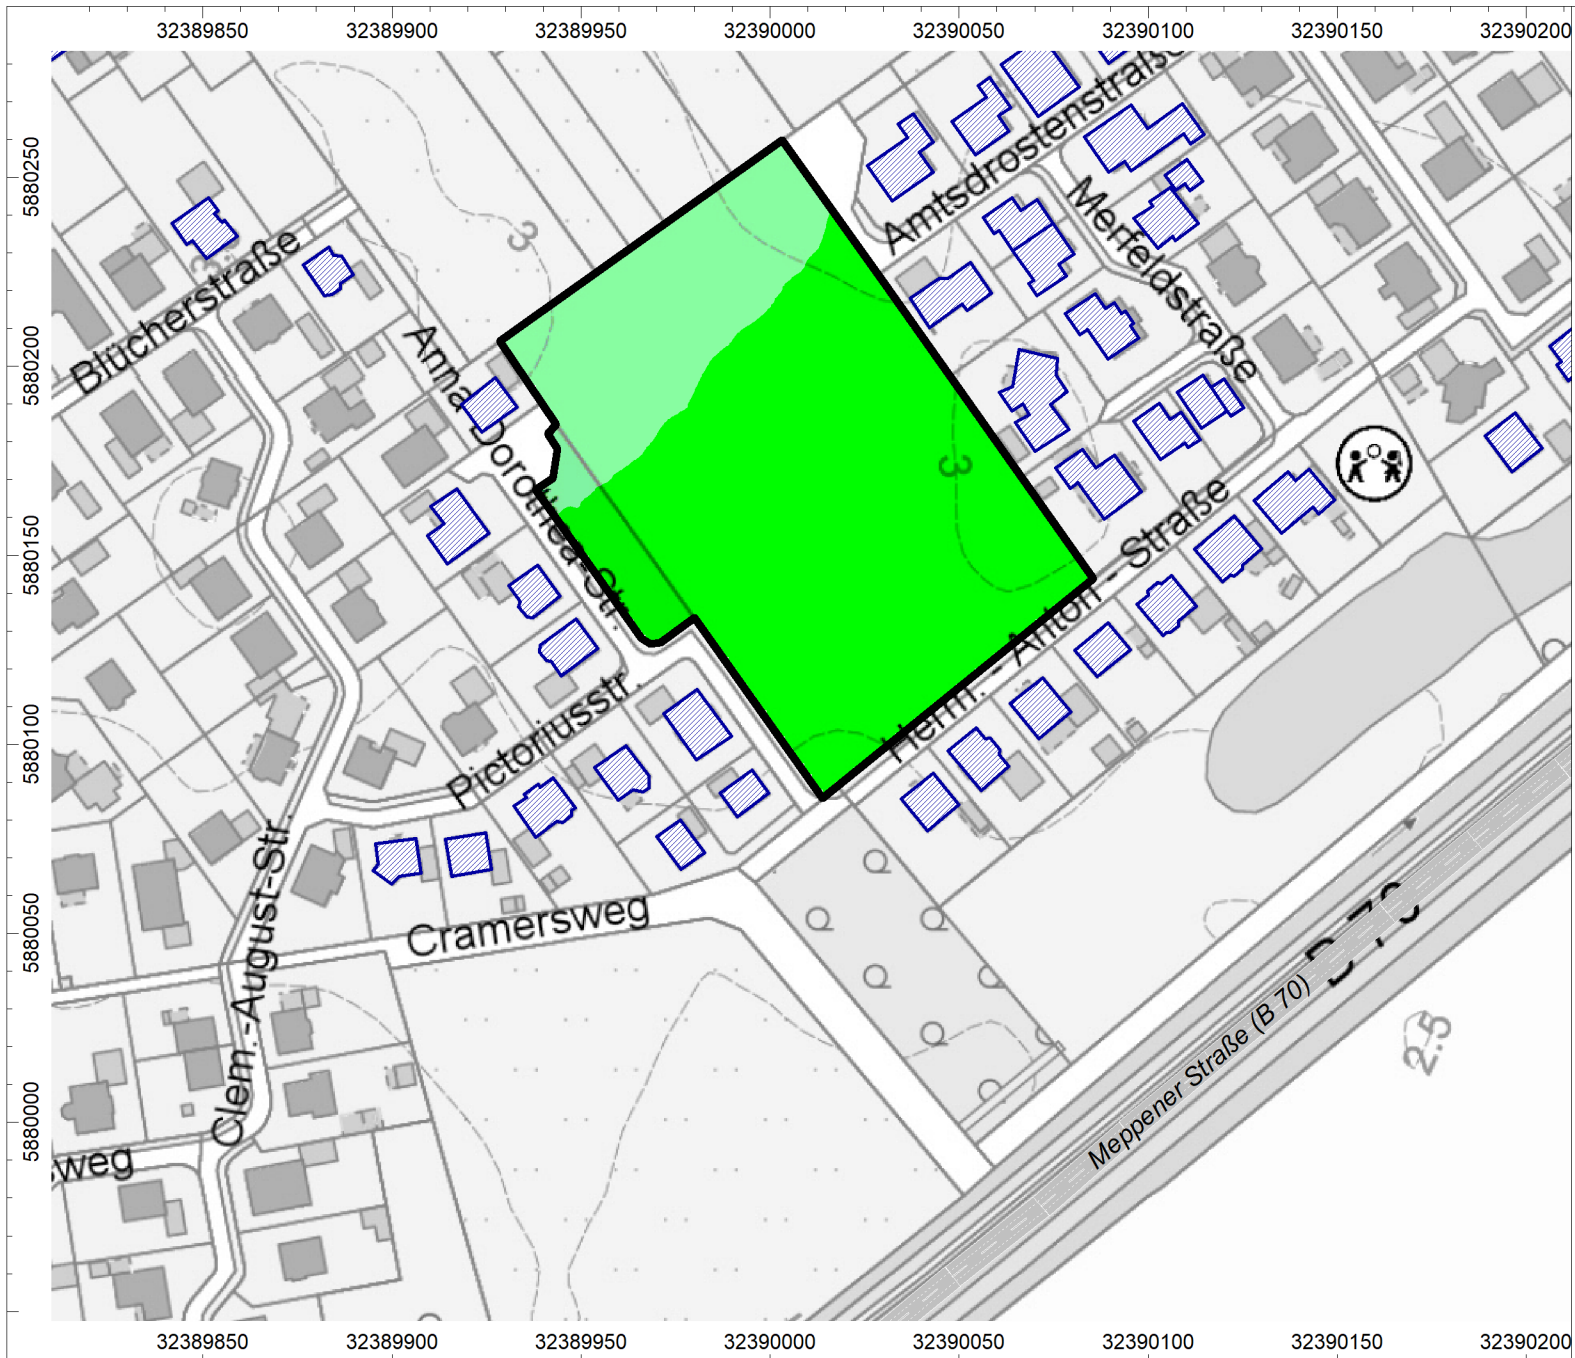 32389850 32389900 32389950 32390000 32390050 32390100 32390150 32390200
5880250
5880200
5880150
5880100
5880050
5880000
Amtsdrostenstraße
Merfeldstraße
Blücherstraße
3
3
Anna-Dorothea-Str.
Herm. - Anton - Straße
Pictoriusstr.
Clem.-August-Str.
Cramersweg
sweg
Meppener Straße (B 70)
B 70
2.5
32389850 32389900 32389950 32390000 32390050 32390100 32390150 32390200